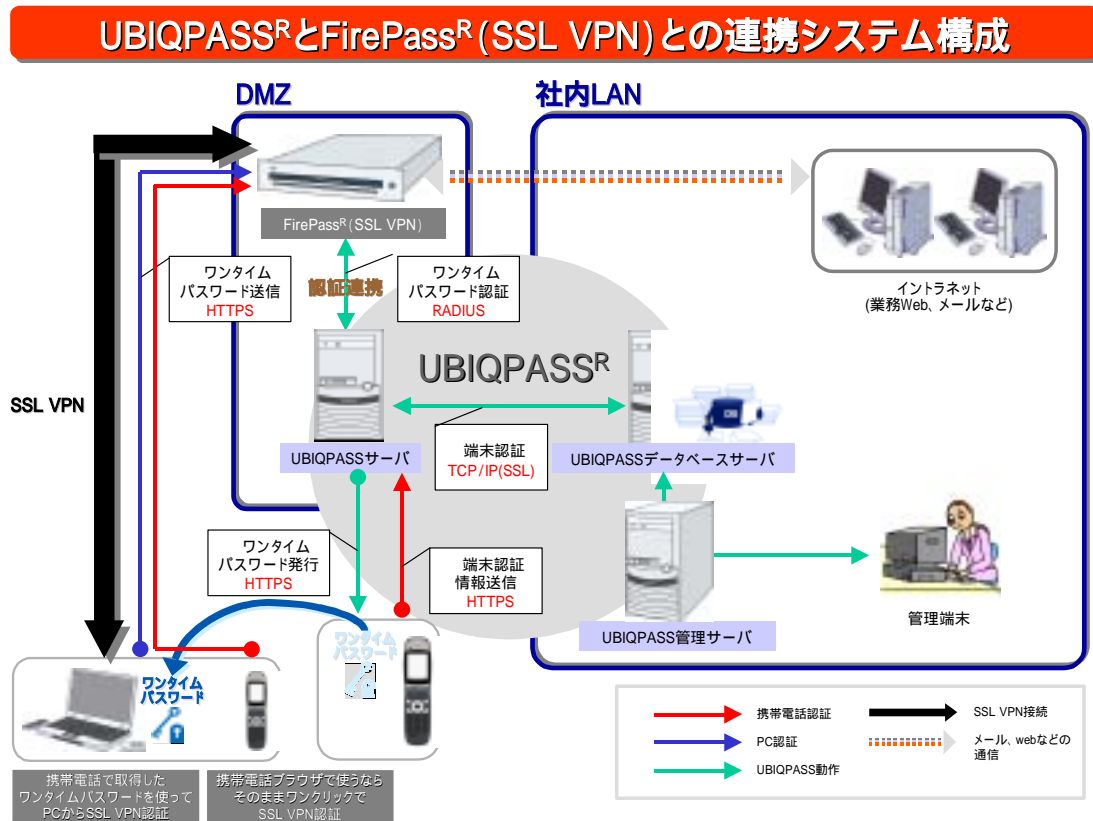 UBIQPASSRとFirePassR(SSL VPN)との連携システム構成
DMZ
社内LAN
FirePassR(SSL VPN)
ワンタイム
パスワード送信
HTTPS
認証連携
ワンタイム
パスワード認証
RADIUS
イントラネット
(業務Web、メールなど)
UBIQPASSR
SSL VPN
端末認証
TCP/IP(SSL)
DB
UBIQPASSサーバ
UBIQPASSデータベースサーバ
ワンタイム
パスワード発行
HTTPS
端末認証
情報送信
HTTPS
管理端末
UBIQPASS管理サーバ
ワンタイム
パスワード
ワンタイム
パスワード
携帯電話で取得した
ワンタイムパスワードを使って
PCからSSL VPN認証
携帯電話ブラウザで使うなら
そのままワンクリックで
SSL VPN認証
携帯電話認証
PC認証
UBIQPASS動作
SSL VPN接続
メール、webなどの
通信